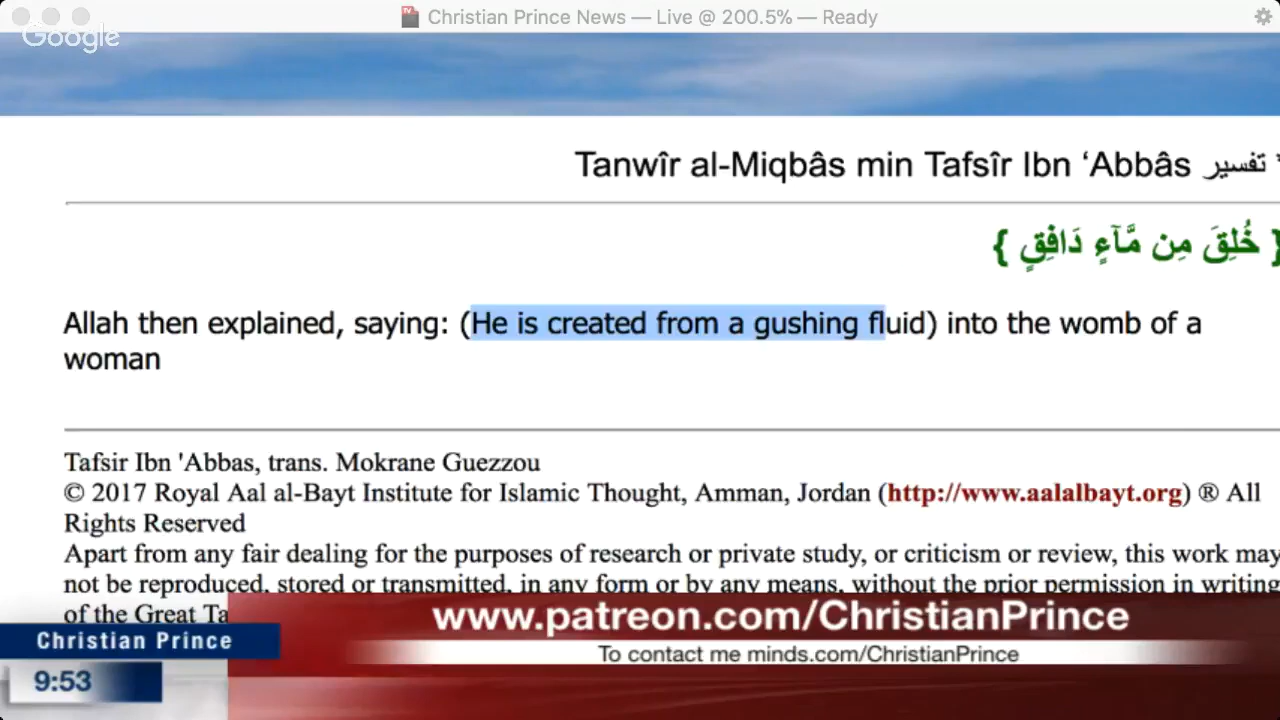 Christian Prince News — Live @ 200.5% — Ready
Google
Tanwîr al-Miqbâs min Tafsîr Ibn ‘Abbâs تفسير *
{ خُلِقَ مِن مَّآءٍ دَافِقٍ }
Allah then explained, saying: (He is created from a gushing fluid) into the womb of a
woman
Tafsir Ibn 'Abbas, trans. Mokrane Guezzou
© 2017 Royal Aal al-Bayt Institute for Islamic Thought, Amman, Jordan (http://www.aalalbayt.org) ® All
Rights Reserved
Apart from any fair dealing for the purposes of research or private study, or criticism or review, this work may
not be reproduced, stored or transmitted, in any form or by any means, without the prior permission in writing
of the Great Ta
www.patreon.com/ChristianPrince
Christian Prince
To contact me minds.com/ChristianPrince
9:53